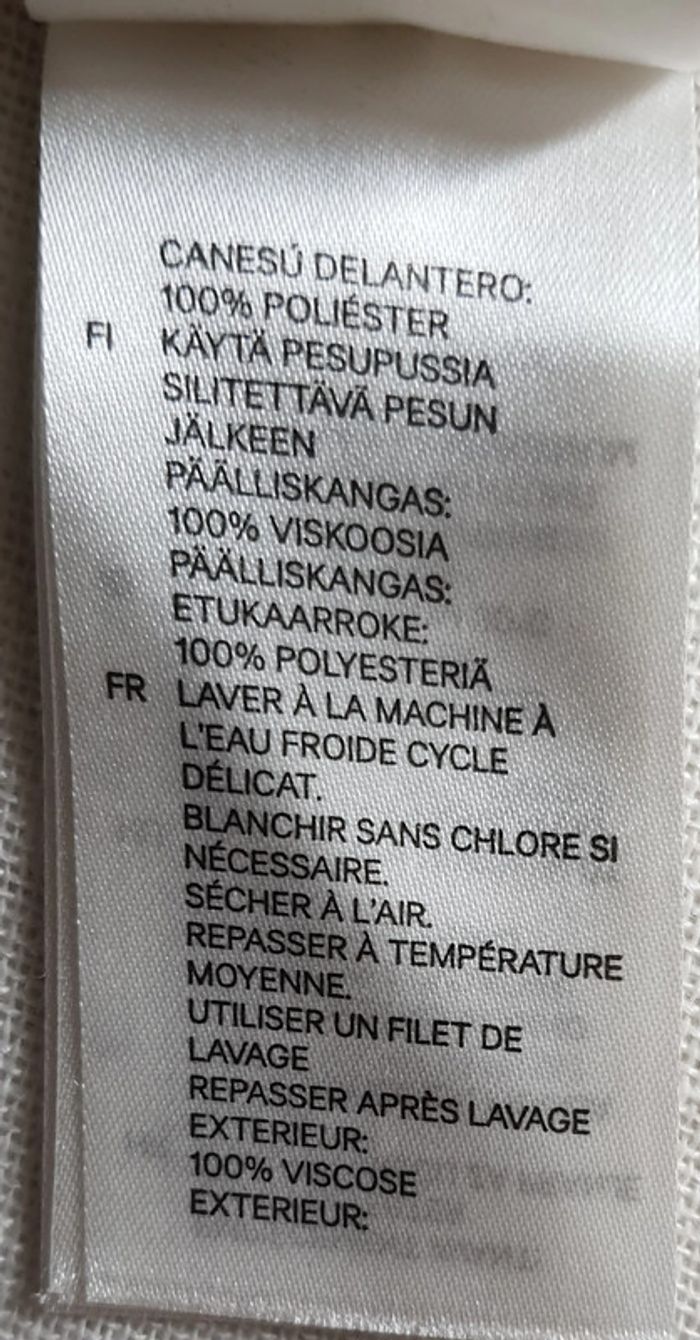 CANESÚ DELANTERO:
100% POLIÉSTER
FI KÄYTÄ PESUPUSSIA
SILITETTÄVÄ PESUN
JÄLKEEN
PÄÄLLISKANGAS:
100% VISKOOSIA
PÄÄLLISKANGAS:
ETUKAARROKE:
100% POLYESTERIÄ
FR LAVER À LA MACHINE À
L'EAU FROIDE CYCLE
DÉLICAT.
BLANCHIR SANS CHLORE SI
NÉCESSAIRE.
SÉCHER À L'AIR.
REPASSER À TEMPÉRATURE
MOYENNE.
UTILISER UN FILET DE
LAVAGE
REPASSER APRÈS LAVAGE
EXTERIEUR:
100% VISCOSE
EXTERIEUR: